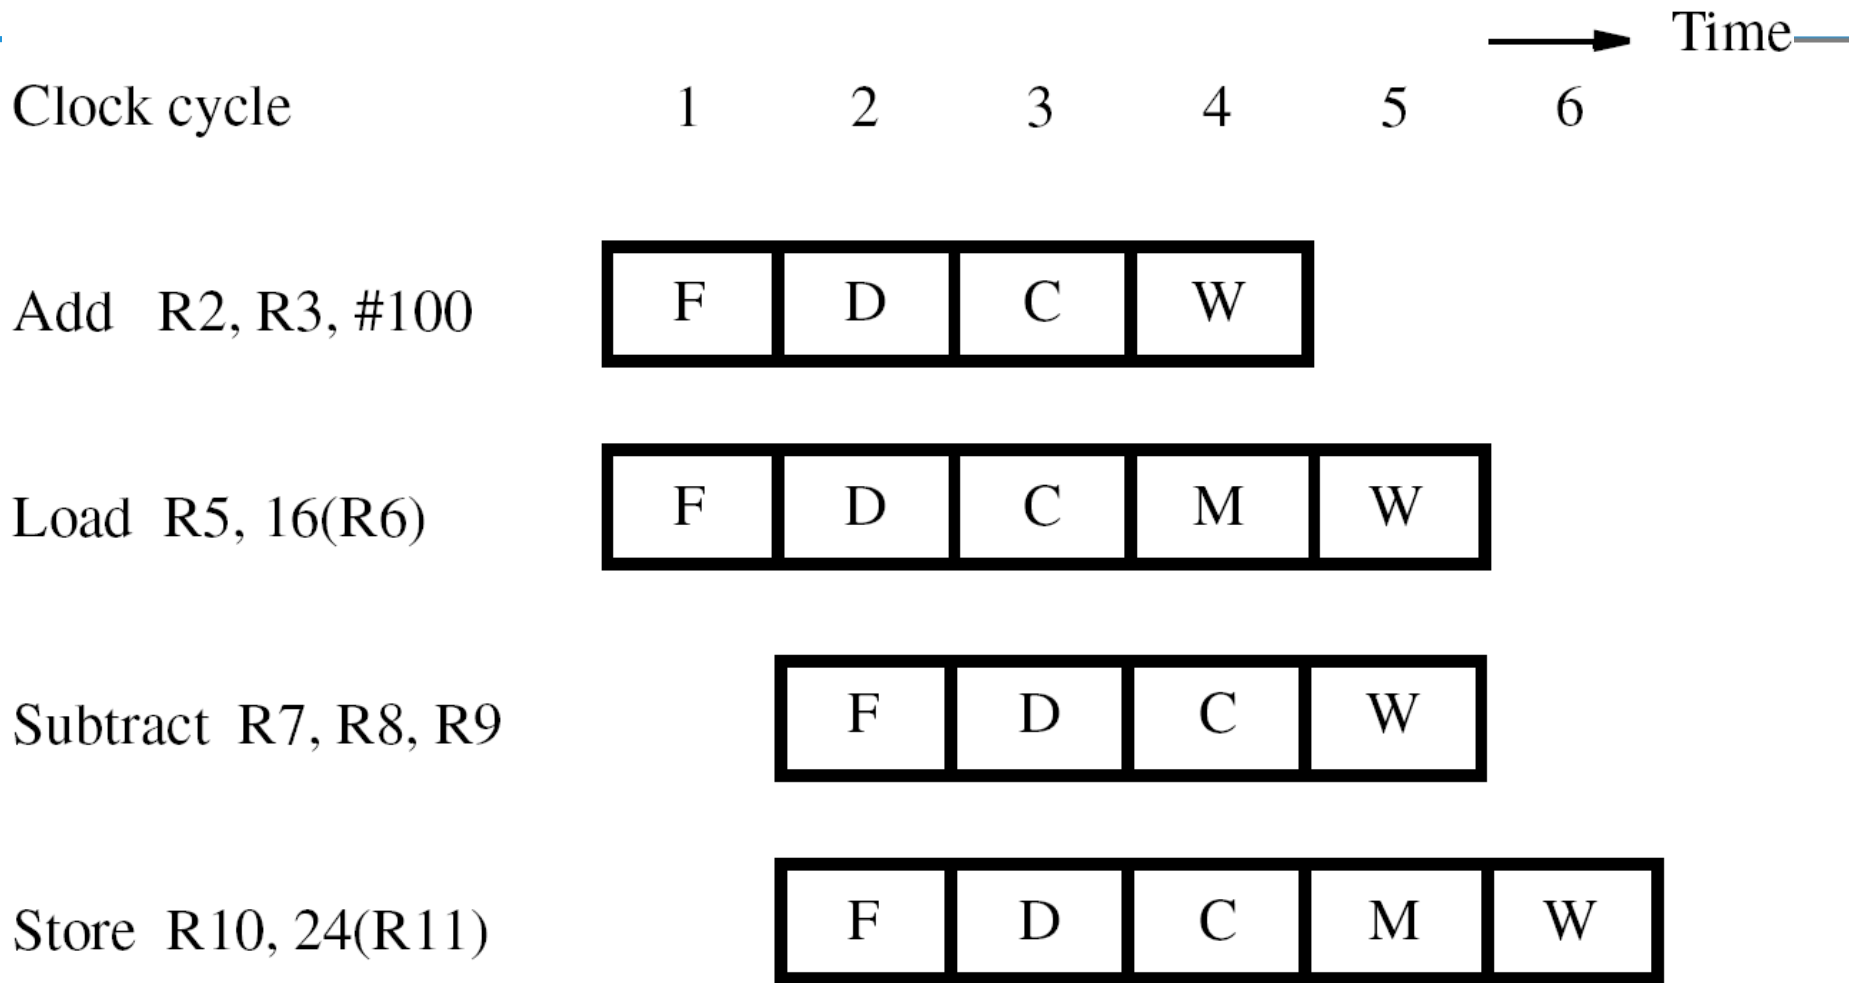 Time
Clock cycle 1 2 3 4 5 6
Add R2, R3, #100 F D C W
Load R5, 16(R6) F D C M W
Subtract R7, R8, R9 F D C W
Store R10, 24(R11) F D C M W